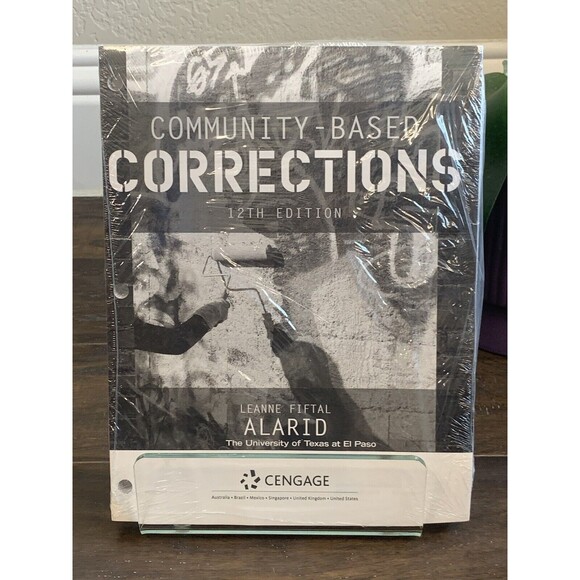 COMMUNITY-BASED
CORRECTIONS
12TH EDITION
LEANNE FIFTAL
ALARID
The University of Texas at El Paso
CENGAGE
Australia • Brazil • Mexico • Singapore • United Kingdom • United States